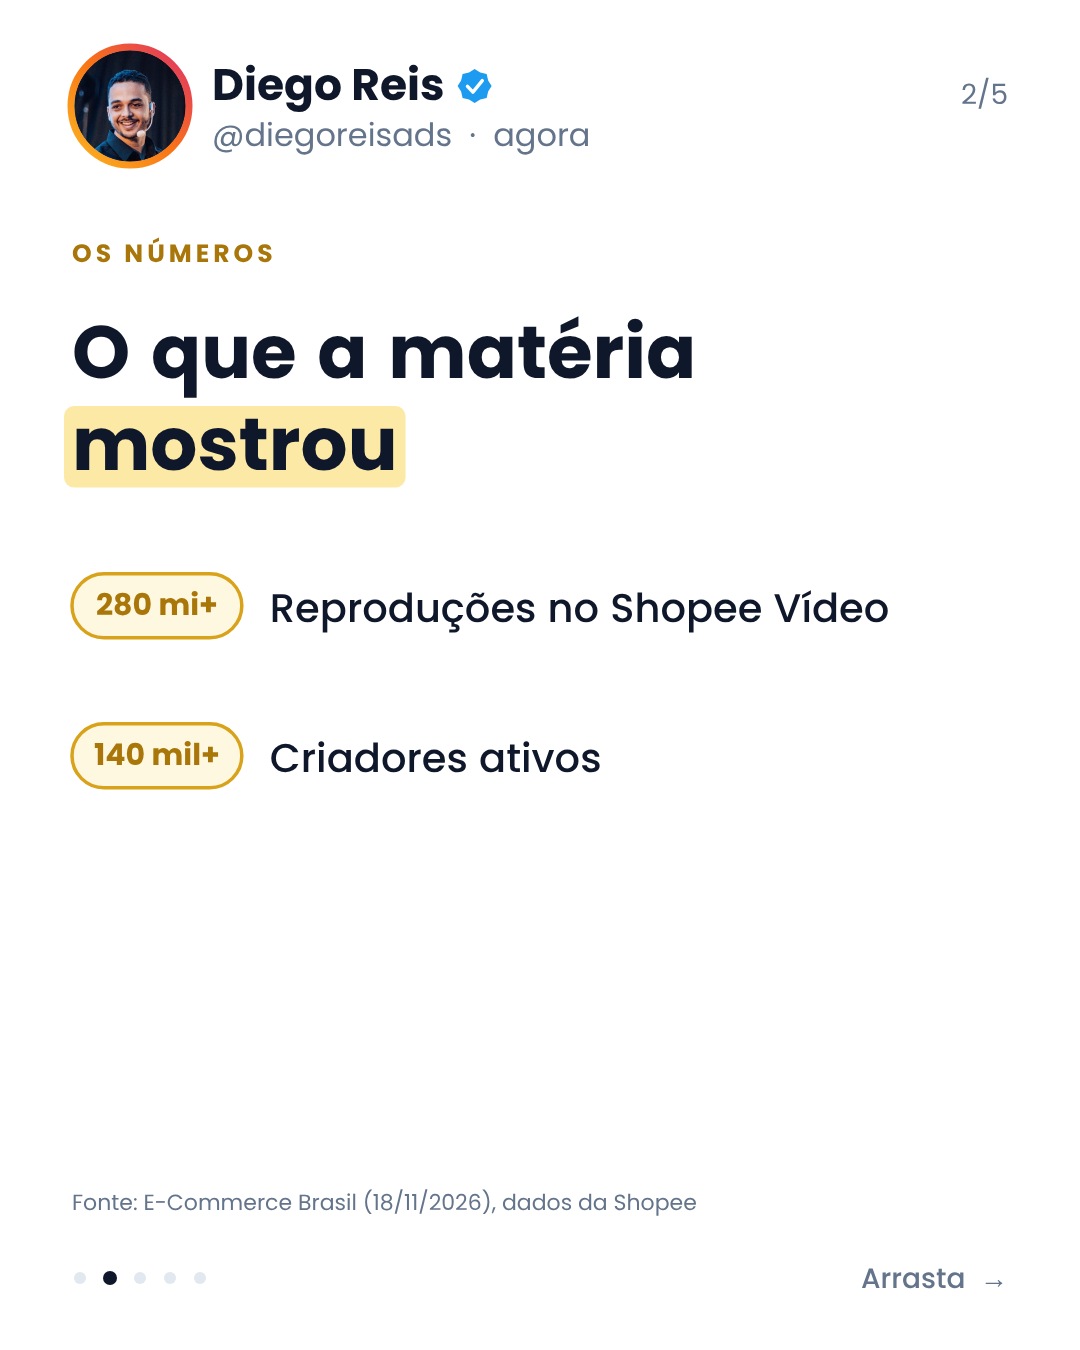 Diego Reis
@diegoreisads · agora
2/5
OS NÚMEROS
O que a matéria
mostrou
280 mi+ Reproduções no Shopee Vídeo
140 mil+ Criadores ativos
Fonte: E-Commerce Brasil (18/11/2026), dados da Shopee
Arrasta →